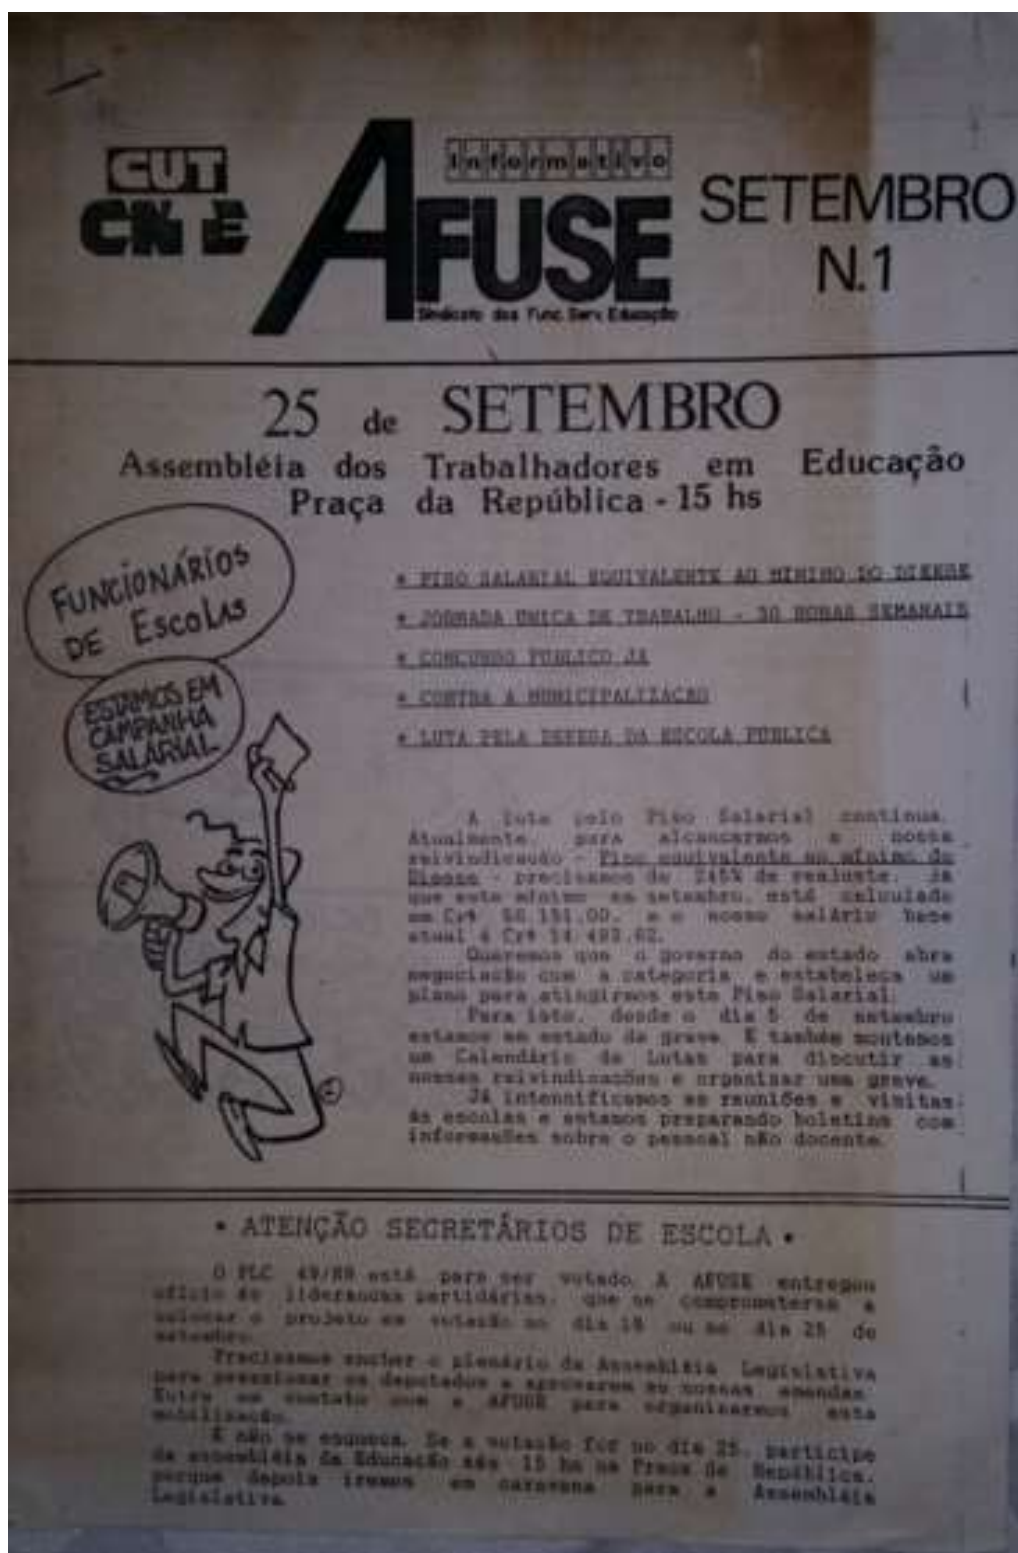 CUT
CNTE
Informativo
AFUSE
Sindicato dos Func. Serv. Educação
SETEMBRO
N.1
25 de SETEMBRO
Assembléia dos Trabalhadores em Educação
Praça da República - 15 hs
FUNCIONÁRIOS
DE ESCOLAS
ESTAMOS EM
CAMPANHA
SALARIAL
* PISO SALARIAL EQUIVALENTE AO MÍNIMO DO DIEESE
* JORNADA ÚNICA DE TRABALHO - 30 HORAS SEMANAIS
* CONCURSO PÚBLICO JÁ
* CONTRA A MUNICIPALIZAÇÃO
* LUTA PELA DEFESA DA ESCOLA PÚBLICA
A luta pelo Piso Salarial continua.
Atualmente, para alcançarmos a nossa
reivindicação - Piso equivalente ao mínimo do
Dieese - precisamos de 245% de reajuste. Já
que este mínimo em setembro, está calculado
em Cr$ 50.151,00, e o nosso salário base
atual é Cr$ 14.493,62.
Queremos que o governo do estado abra
negociação com a categoria e estabeleça um
plano para atingirmos este Piso Salarial.
Para isto, desde o dia 5 de setembro
estamos em estado de greve. E também montamos
um Calendário de Lutas para discutir as
nossas reivindicações e organizar uma greve.
Já intensificamos as reuniões e visitas
às escolas e estamos preparando boletins com
informações sobre o pessoal não docente.
* ATENÇÃO SECRETÁRIOS DE ESCOLA *
O PLC 49/89 está para ser votado. A AFUSE entregou
ofício às lideranças partidárias, que se comprometeram a
colocar o projeto em votação no dia 18 ou no dia 25 de
setembro.
Precisamos encher o plenário da Assembléia Legislativa
para pressionar os deputados a aprovarem as nossas emendas.
Entre em contato com a AFUSE para organizarmos esta
mobilização.
E não se esqueça. Se a votação for no dia 25, participe
da assembléia da Educação às 15 hs na Praça da República,
porque depois iremos em caravana para a Assembléia
Legislativa.